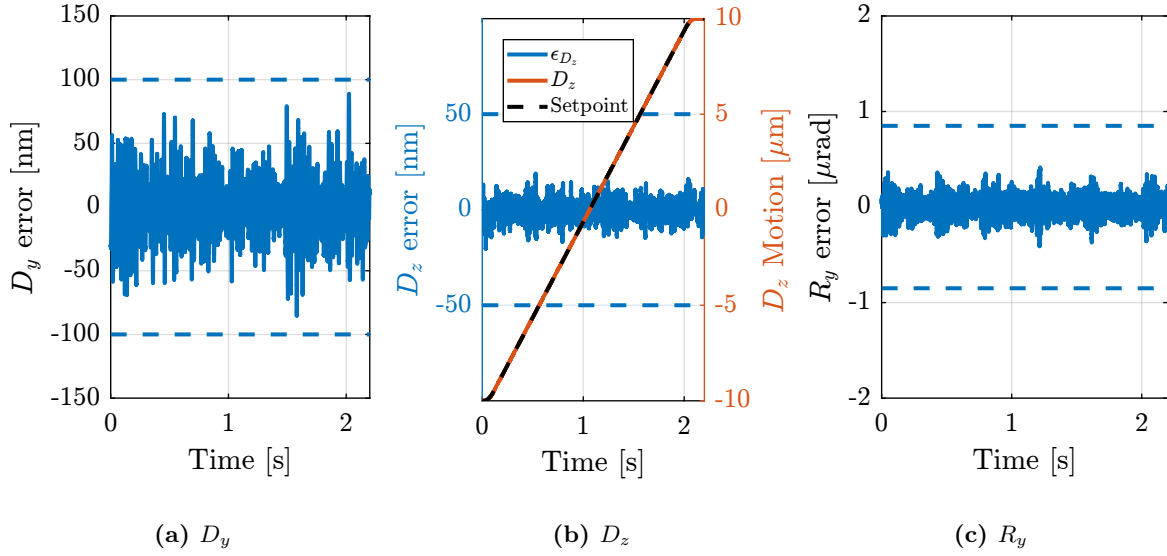 150
100
50
0
-50
-100
-150
D_y error [nm]
0 1 2
Time [s]
(a) D_y
50
0
-50
D_z error [nm]
ϵ_{D_z}
D_z
Setpoint
10
5
0
-5
-10
D_z Motion [μm]
0 1 2
Time [s]
(b) D_z
2
1
0
-1
-2
R_y error [μrad]
0 1 2
Time [s]
(c) R_y